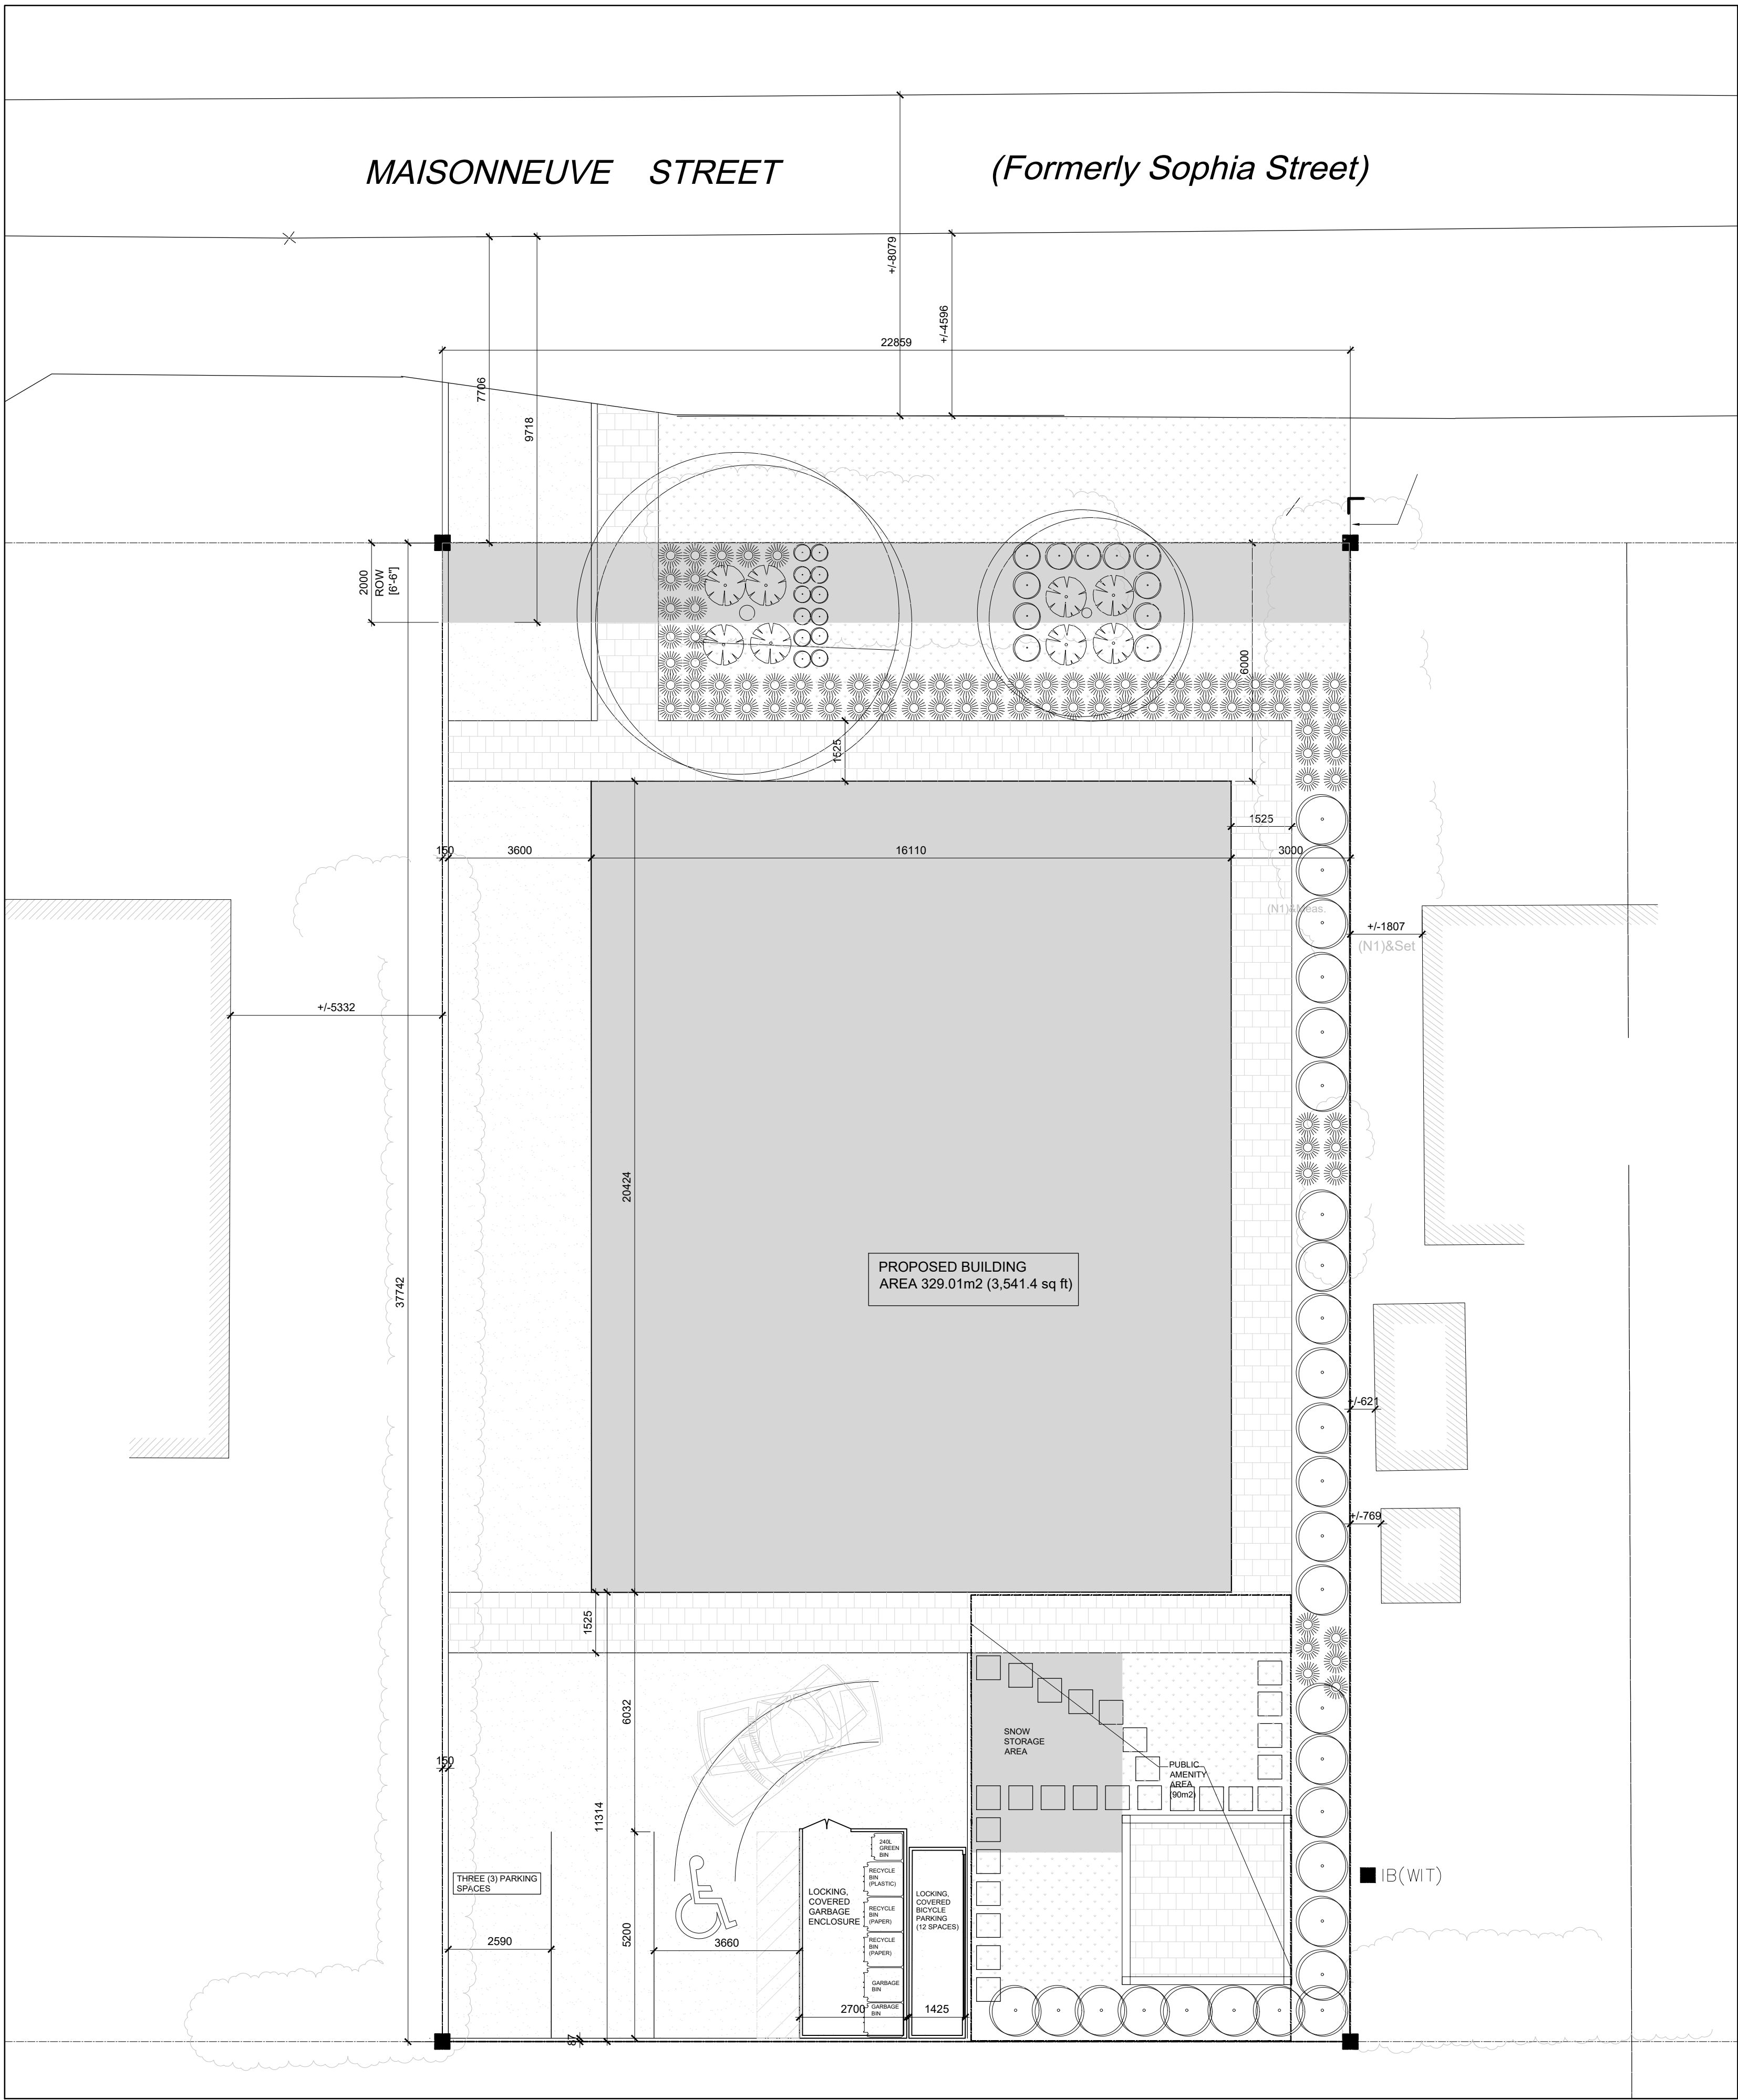 MAISONNEUVE STREET (Formerly Sophia Street)
+/-8079
+/-4596
22859
7706
9718
2000
ROW
[6'-6"]
6000
1525
1525
150
3600
16110
3000
(N1)&Meas.
+/-1807
(N1)&Set
+/-5332
20424
37742
PROPOSED BUILDING
AREA 329.01m2 (3,541.4 sq ft)
+/-621
+/-769
1525
6032
11314
150
SNOW
STORAGE
AREA
PUBLIC
AMENITY
AREA
(90m2)
THREE (3) PARKING
SPACES
2590
5200
3660
LOCKING,
COVERED
GARBAGE
ENCLOSURE
240L
GREEN
BIN
RECYCLE
BIN
(PLASTIC)
RECYCLE
BIN
(PAPER)
RECYCLE
BIN
(PAPER)
GARBAGE
BIN
GARBAGE
BIN
LOCKING,
COVERED
BICYCLE
PARKING
(12 SPACES)
2700
1425
87
IB(WIT)